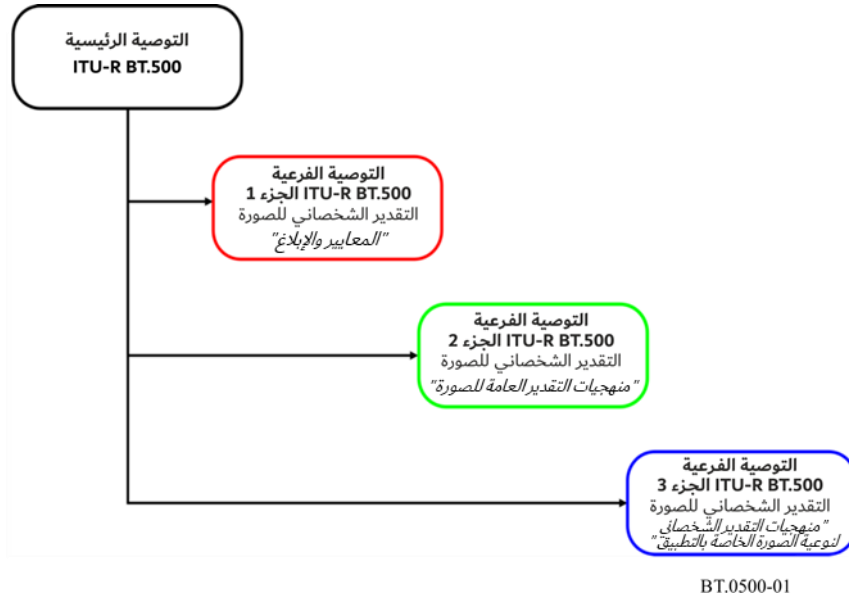 التوصية الرئيسية
ITU-R BT.500
التوصية الفرعية
ITU-R BT.500 الجزء 1
التقدير الشخصاني للصورة
"المعايير والإبلاغ"
التوصية الفرعية
ITU-R BT.500 الجزء 2
التقدير الشخصاني للصورة
"منهجيات التقدير العامة للصورة"
التوصية الفرعية
ITU-R BT.500 الجزء 3
التقدير الشخصاني للصورة
"منهجيات التقدير الشخصاني
لنوعية الصورة الخاصة بالتطبيق"
BT.0500-01